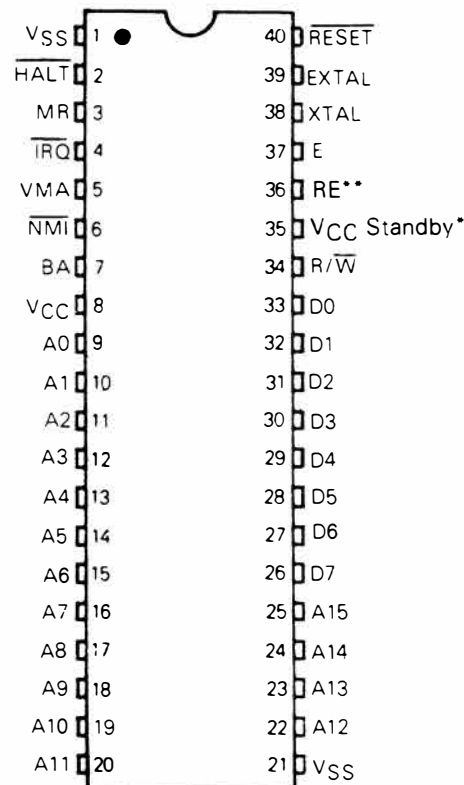 VSS 1 40 RESET
HALT 2 39 EXTAL
MR 3 38 XTAL
IRQ 4 37 E
VMA 5 36 RE**
NMI 6 35 VCC Standby*
BA 7 34 R/W
VCC 8 33 D0
A0 9 32 D1
A1 10 31 D2
A2 11 30 D3
A3 12 29 D4
A4 13 28 D5
A5 14 27 D6
A6 15 26 D7
A7 16 25 A15
A8 17 24 A14
A9 18 23 A13
A10 19 22 A12
A11 20 21 VSS